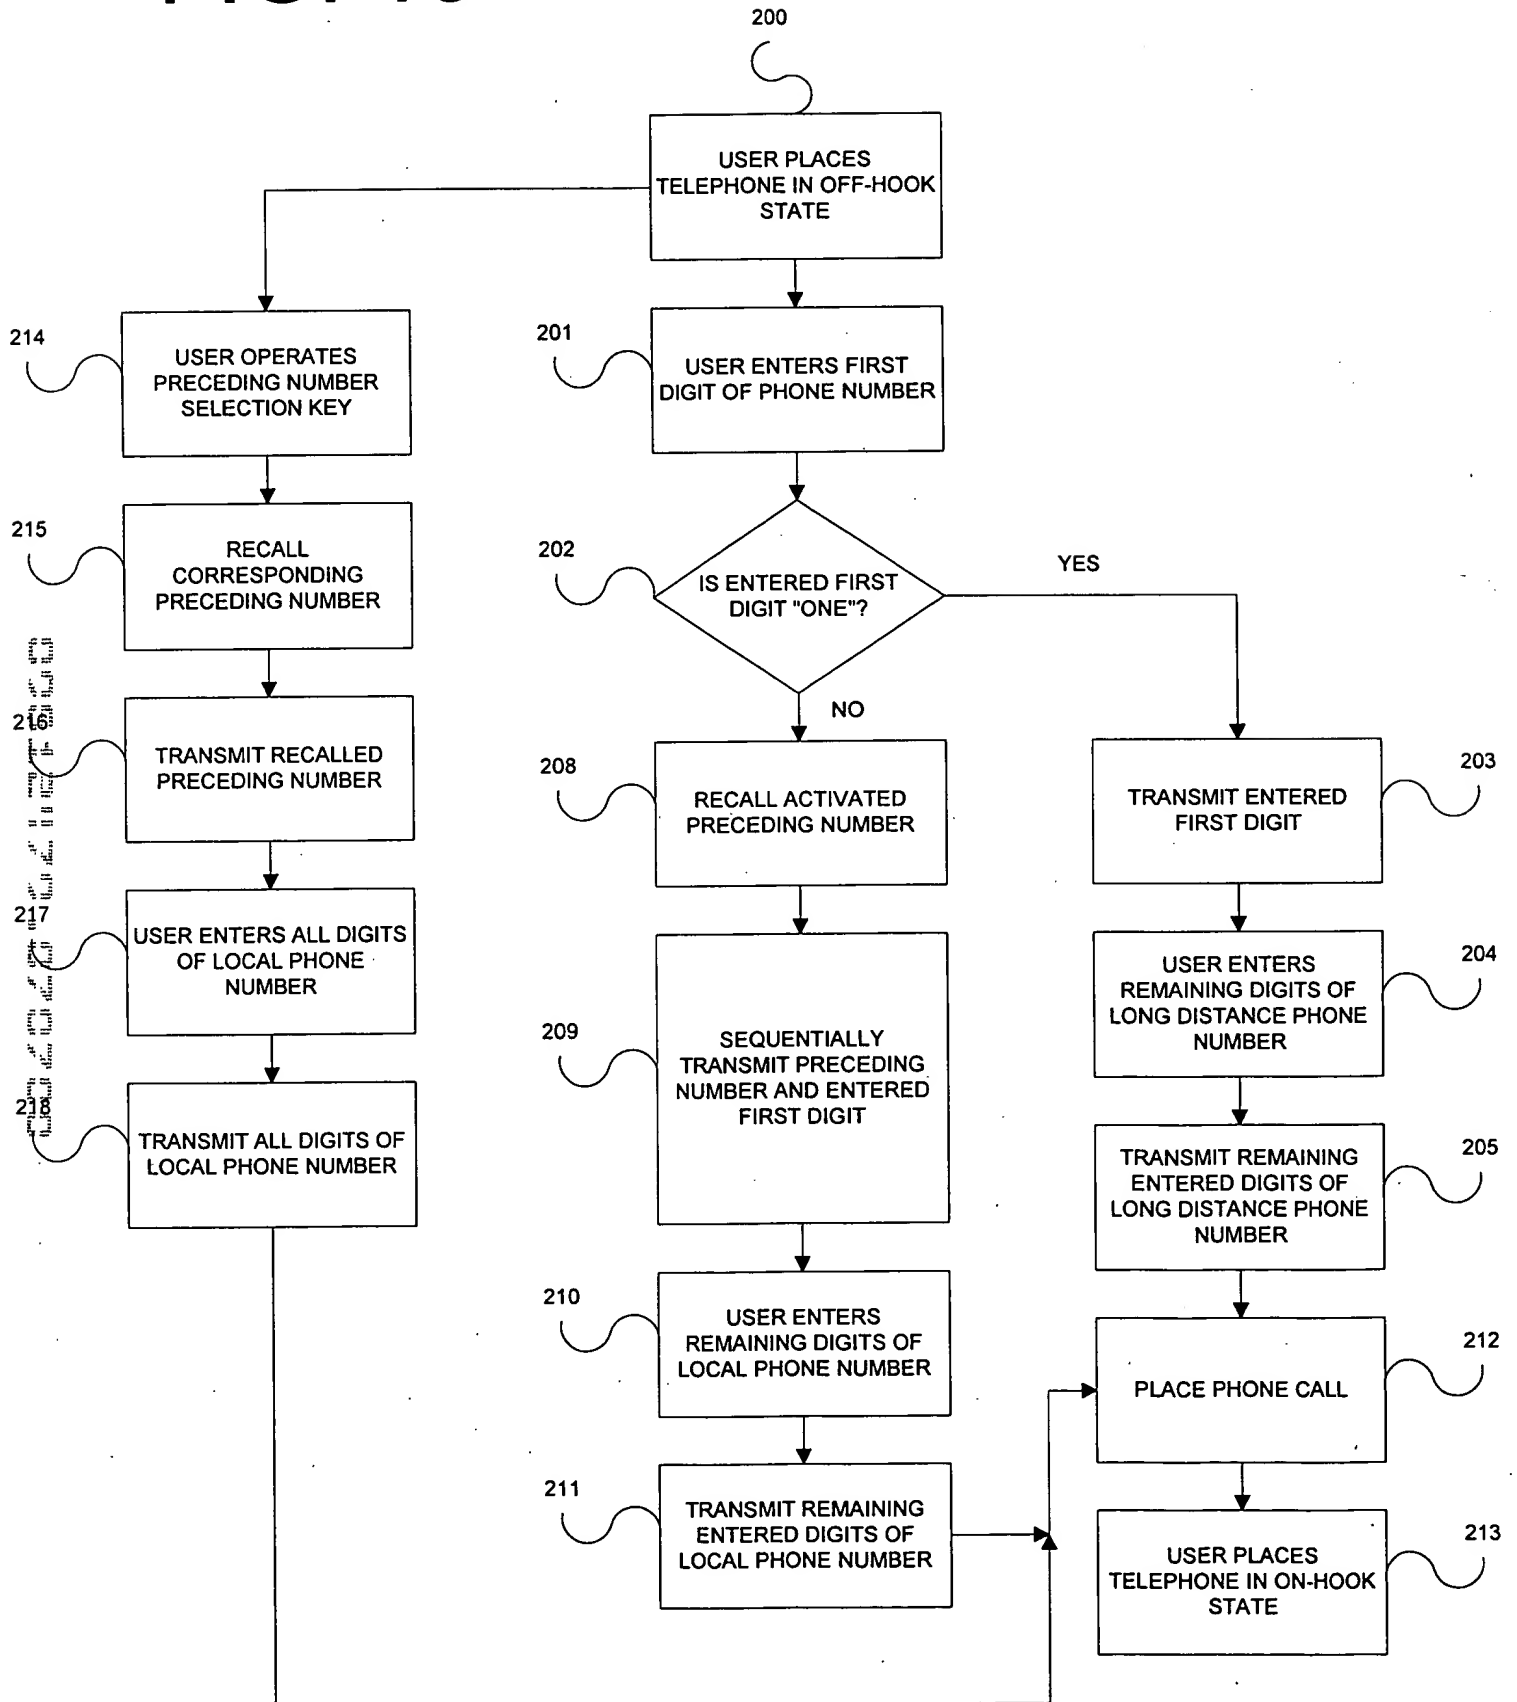 200
USER PLACES
TELEPHONE IN OFF-HOOK
STATE
214
USER OPERATES
PRECEDING NUMBER
SELECTION KEY
201
USER ENTERS FIRST
DIGIT OF PHONE NUMBER
215
RECALL
CORRESPONDING
PRECEDING NUMBER
202
IS ENTERED FIRST
DIGIT "ONE"?
YES
NO
216
TRANSMIT RECALLED
PRECEDING NUMBER
208
RECALL ACTIVATED
PRECEDING NUMBER
203
TRANSMIT ENTERED
FIRST DIGIT
217
USER ENTERS ALL DIGITS
OF LOCAL PHONE
NUMBER
204
USER ENTERS
REMAINING DIGITS OF
LONG DISTANCE PHONE
NUMBER
209
SEQUENTIALLY
TRANSMIT PRECEDING
NUMBER AND ENTERED
FIRST DIGIT
218
TRANSMIT ALL DIGITS OF
LOCAL PHONE NUMBER
205
TRANSMIT REMAINING
ENTERED DIGITS OF
LONG DISTANCE PHONE
NUMBER
210
USER ENTERS
REMAINING DIGITS OF
LOCAL PHONE NUMBER
212
PLACE PHONE CALL
211
TRANSMIT REMAINING
ENTERED DIGITS OF
LOCAL PHONE NUMBER
213
USER PLACES
TELEPHONE IN ON-HOOK
STATE